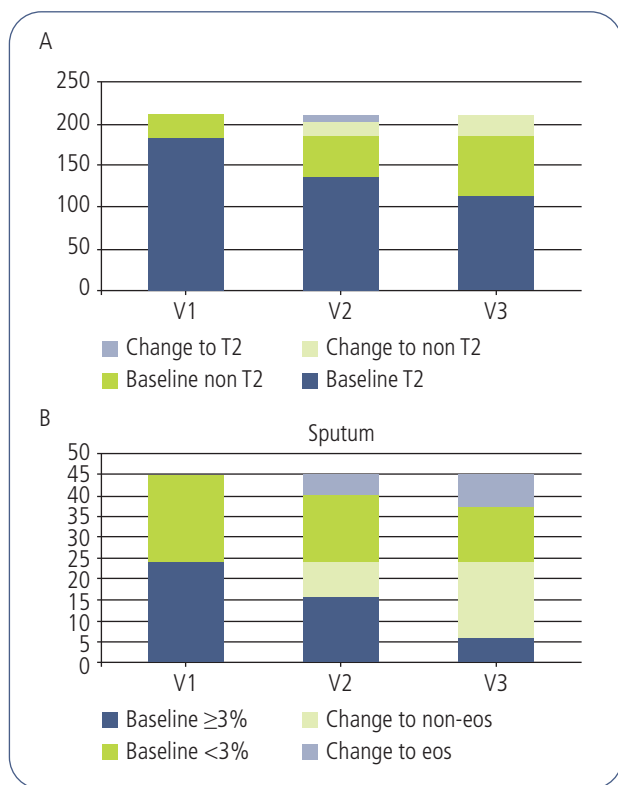 A
250
200
150
100
50
0
V1 V2 V3
Change to T2 Change to non T2
Baseline non T2 Baseline T2
B
Sputum
50
45
40
35
30
25
20
15
10
5
0
V1 V2 V3
Baseline ≥3% Change to non-eos
Baseline <3% Change to eos